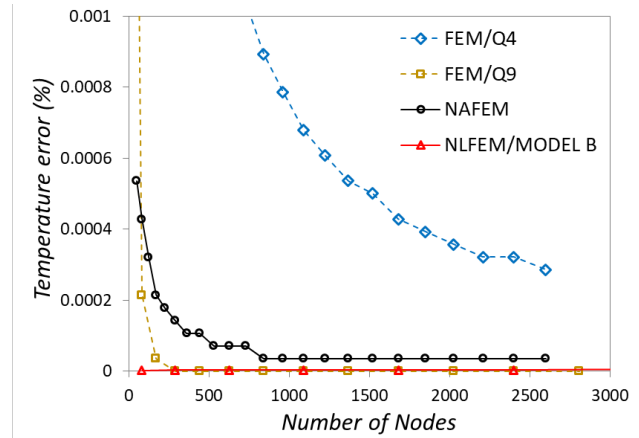 0.001
0.0008
0.0006
0.0004
0.0002
0
Temperature error (%)
FEM/Q4
FEM/Q9
NAFEM
NLFEM/MODEL B
0 500 1000 1500 2000 2500 3000
Number of Nodes